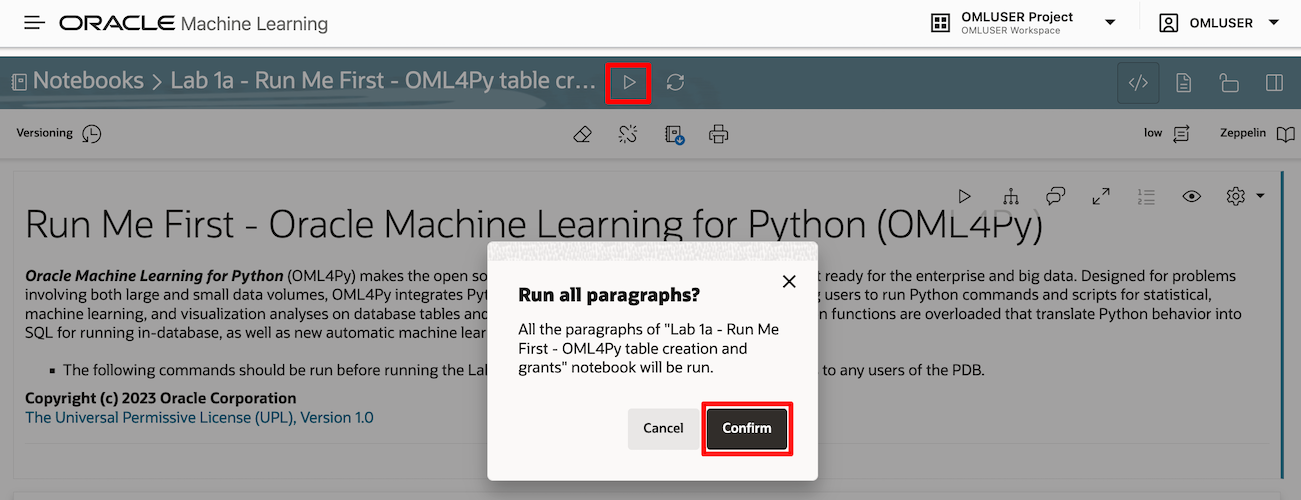 ORACLE Machine Learning
OMLUSER Project
OMLUSER Workspace
OMLUSER
Notebooks > Lab 1a - Run Me First - OML4Py table cr...
Versioning
low
Zeppelin
Run Me First - Oracle Machine Learning for Python (OML4Py)
Oracle Machine Learning for Python (OML4Py) makes the open so t ready for the enterprise and big data. Designed for problems
involving both large and small data volumes, OML4Py integrates Pyt g users to run Python commands and scripts for statistical,
machine learning, and visualization analyses on database tables and n functions are overloaded that translate Python behavior into
SQL for running in-database, as well as new automatic machine lear
▪ The following commands should be run before running the La to any users of the PDB.
Copyright (c) 2023 Oracle Corporation
The Universal Permissive License (UPL), Version 1.0
Run all paragraphs?
All the paragraphs of "Lab 1a - Run Me
First - OML4Py table creation and
grants" notebook will be run.
Cancel
Confirm